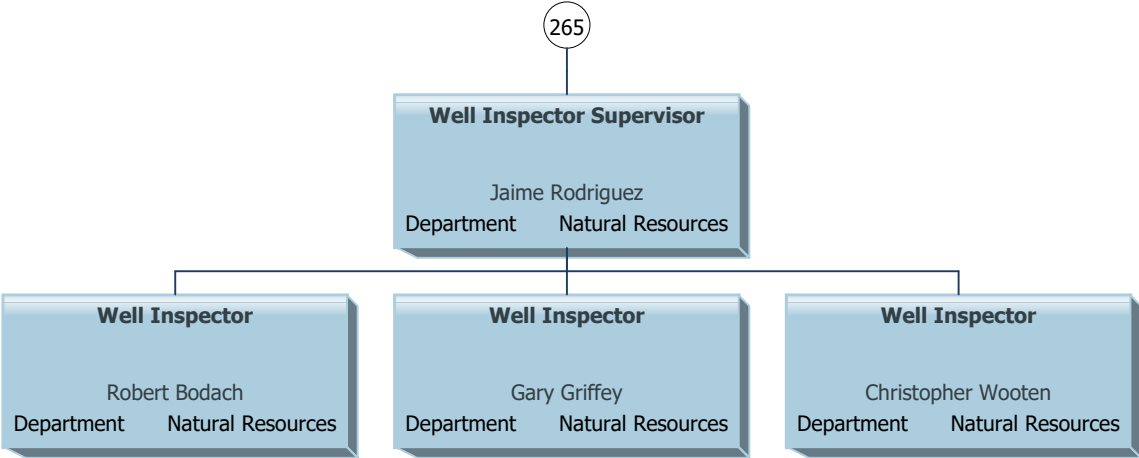 265
Well Inspector Supervisor
Jaime Rodriguez
Department Natural Resources
Well Inspector
Robert Bodach
Department Natural Resources
Well Inspector
Gary Griffey
Department Natural Resources
Well Inspector
Christopher Wooten
Department Natural Resources